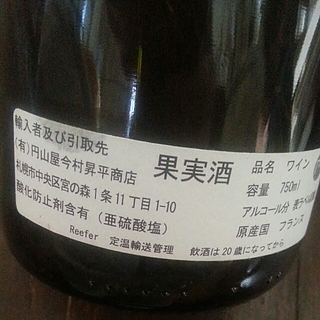 輸入者及び引取先
(有)円山屋今村昇平商店
札幌市中央区宮の森1条11丁目1-10
酸化防止剤含有(亜硫酸塩)
Reefer 定温輸送管理
果実酒
品名 ワイン
容量 750ml
アルコール分 表ラベル
原産国 フランス
飲酒は20歳になってから